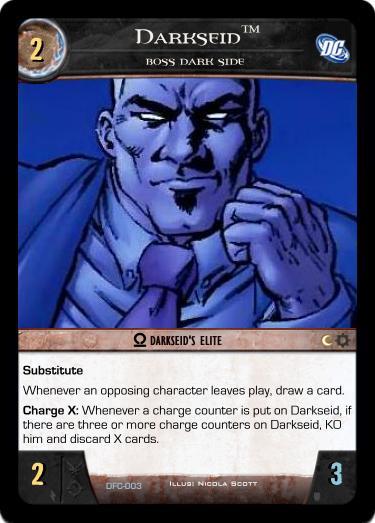 2
DARKSEID™
BOSS DARK SIDE
DC
DARKSEID'S ELITE
Substitute
Whenever an opposing character leaves play, draw a card.
Charge X: Whenever a charge counter is put on Darkseid, if
there are three or more charge counters on Darkseid, KO
him and discard X cards.
2
DFC-003
ILLUS: NICOLA SCOTT
3